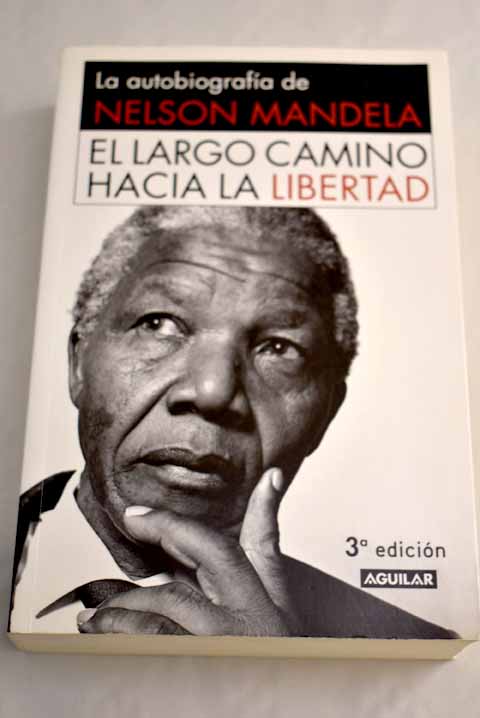 La autobiografía de
NELSON MANDELA
EL LARGO CAMINO
HACIA LA LIBERTAD
3ª edición
AGUILAR